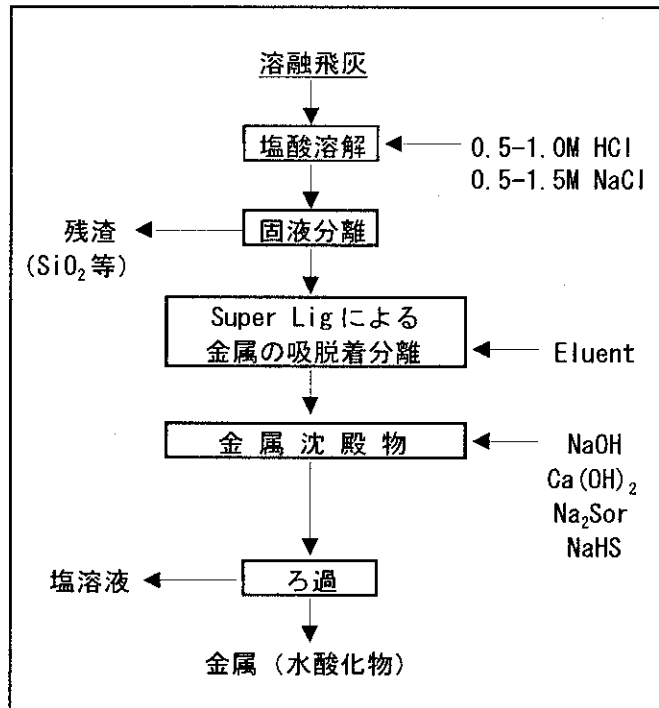 溶融飛灰
塩酸溶解
0.5-1.0M HCl
0.5-1.5M NaCl
残渣
(SiO₂等)
固液分離
Super Ligによる
金属の吸脱着分離
Eluent
金属沈殿物
NaOH
Ca(OH)₂
Na₂Sor
NaHS
塩溶液
ろ過
金属（水酸化物）